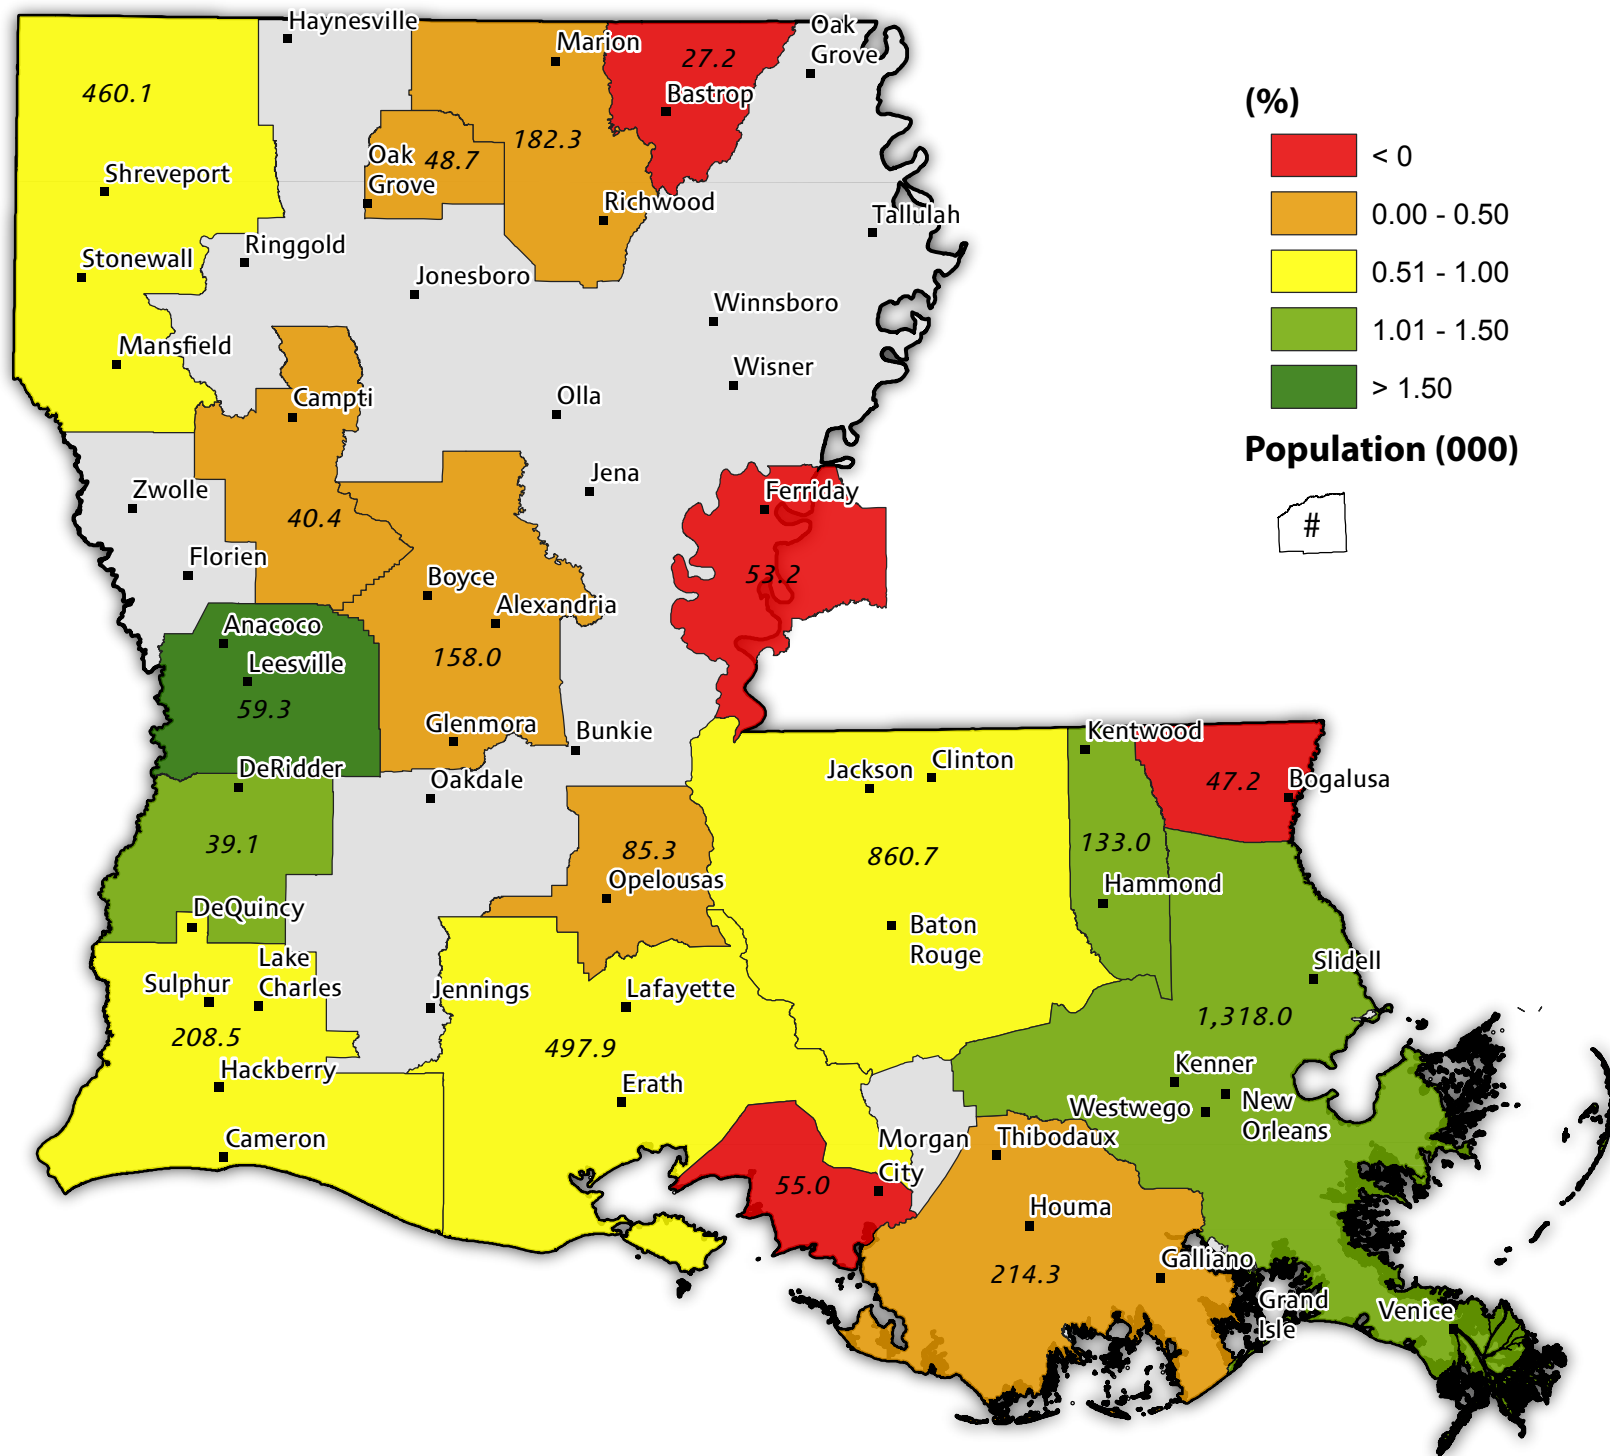 Haynesville
Oak
Grove
Marion
27.2
Bastrop
460.1
182.3
Oak
Grove
48.7
Shreveport
Richwood
Tallulah
Stonewall
Ringgold
Jonesboro
Winnsboro
Mansfield
Wisner
Campti
Olla
Jena
Zwolle
Ferriday
40.4
Florien
Boyce
53.2
Alexandria
Anacoco
Leesville
158.0
59.3
Glenmora
Bunkie
Kentwood
DeRidder
Oakdale
Jackson
Clinton
47.2
Bogalusa
39.1
85.3
860.7
133.0
Opelousas
Hammond
DeQuincy
Baton
Rouge
Lake
Charles
Sulphur
Jennings
Lafayette
Slidell
208.5
497.9
1,318.0
Hackberry
Erath
Kenner
Westwego
New
Orleans
Cameron
Morgan
City
Thibodaux
55.0
Houma
214.3
Galliano
Grand
Isle
Venice
(%)
< 0
0.00 - 0.50
0.51 - 1.00
1.01 - 1.50
> 1.50
Population (000)
#